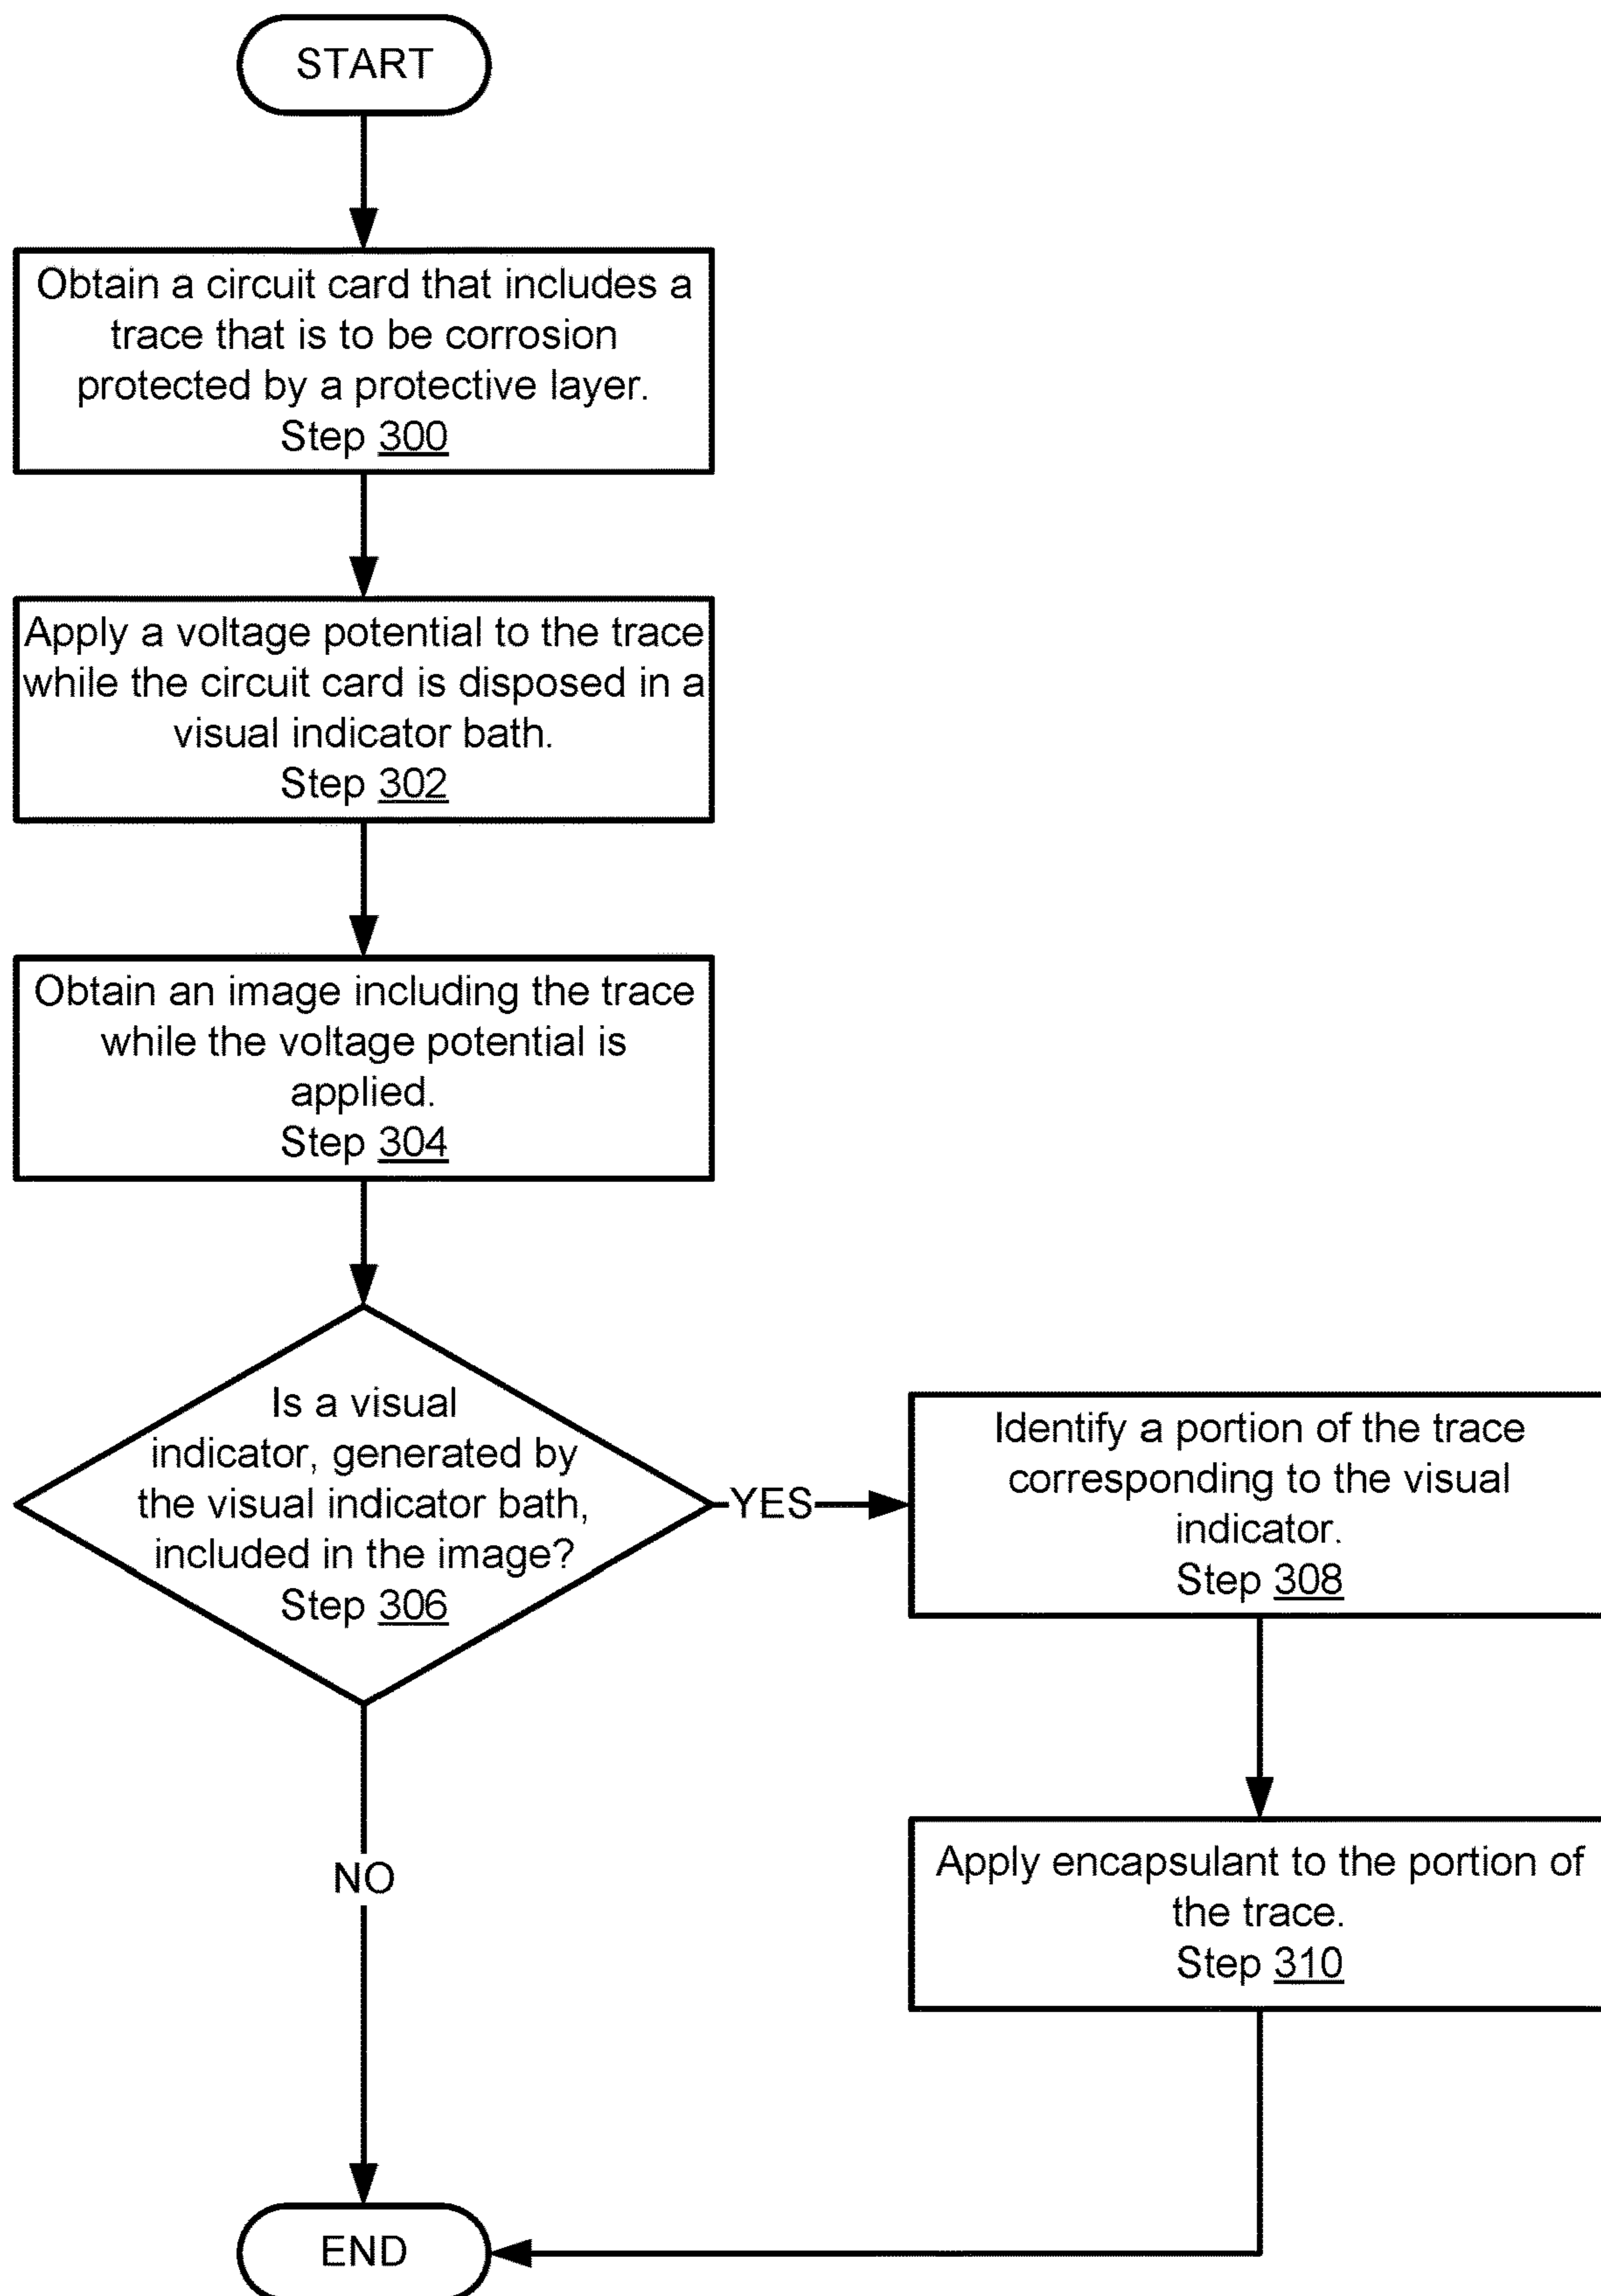 START
Obtain a circuit card that includes a
trace that is to be corrosion
protected by a protective layer.
Step 300
Apply a voltage potential to the trace
while the circuit card is disposed in a
visual indicator bath.
Step 302
Obtain an image including the trace
while the voltage potential is
applied.
Step 304
Is a visual
indicator, generated by
the visual indicator bath,
included in the image?
Step 306
YES
Identify a portion of the trace
corresponding to the visual
indicator.
Step 308
Apply encapsulant to the portion of
the trace.
Step 310
NO
END